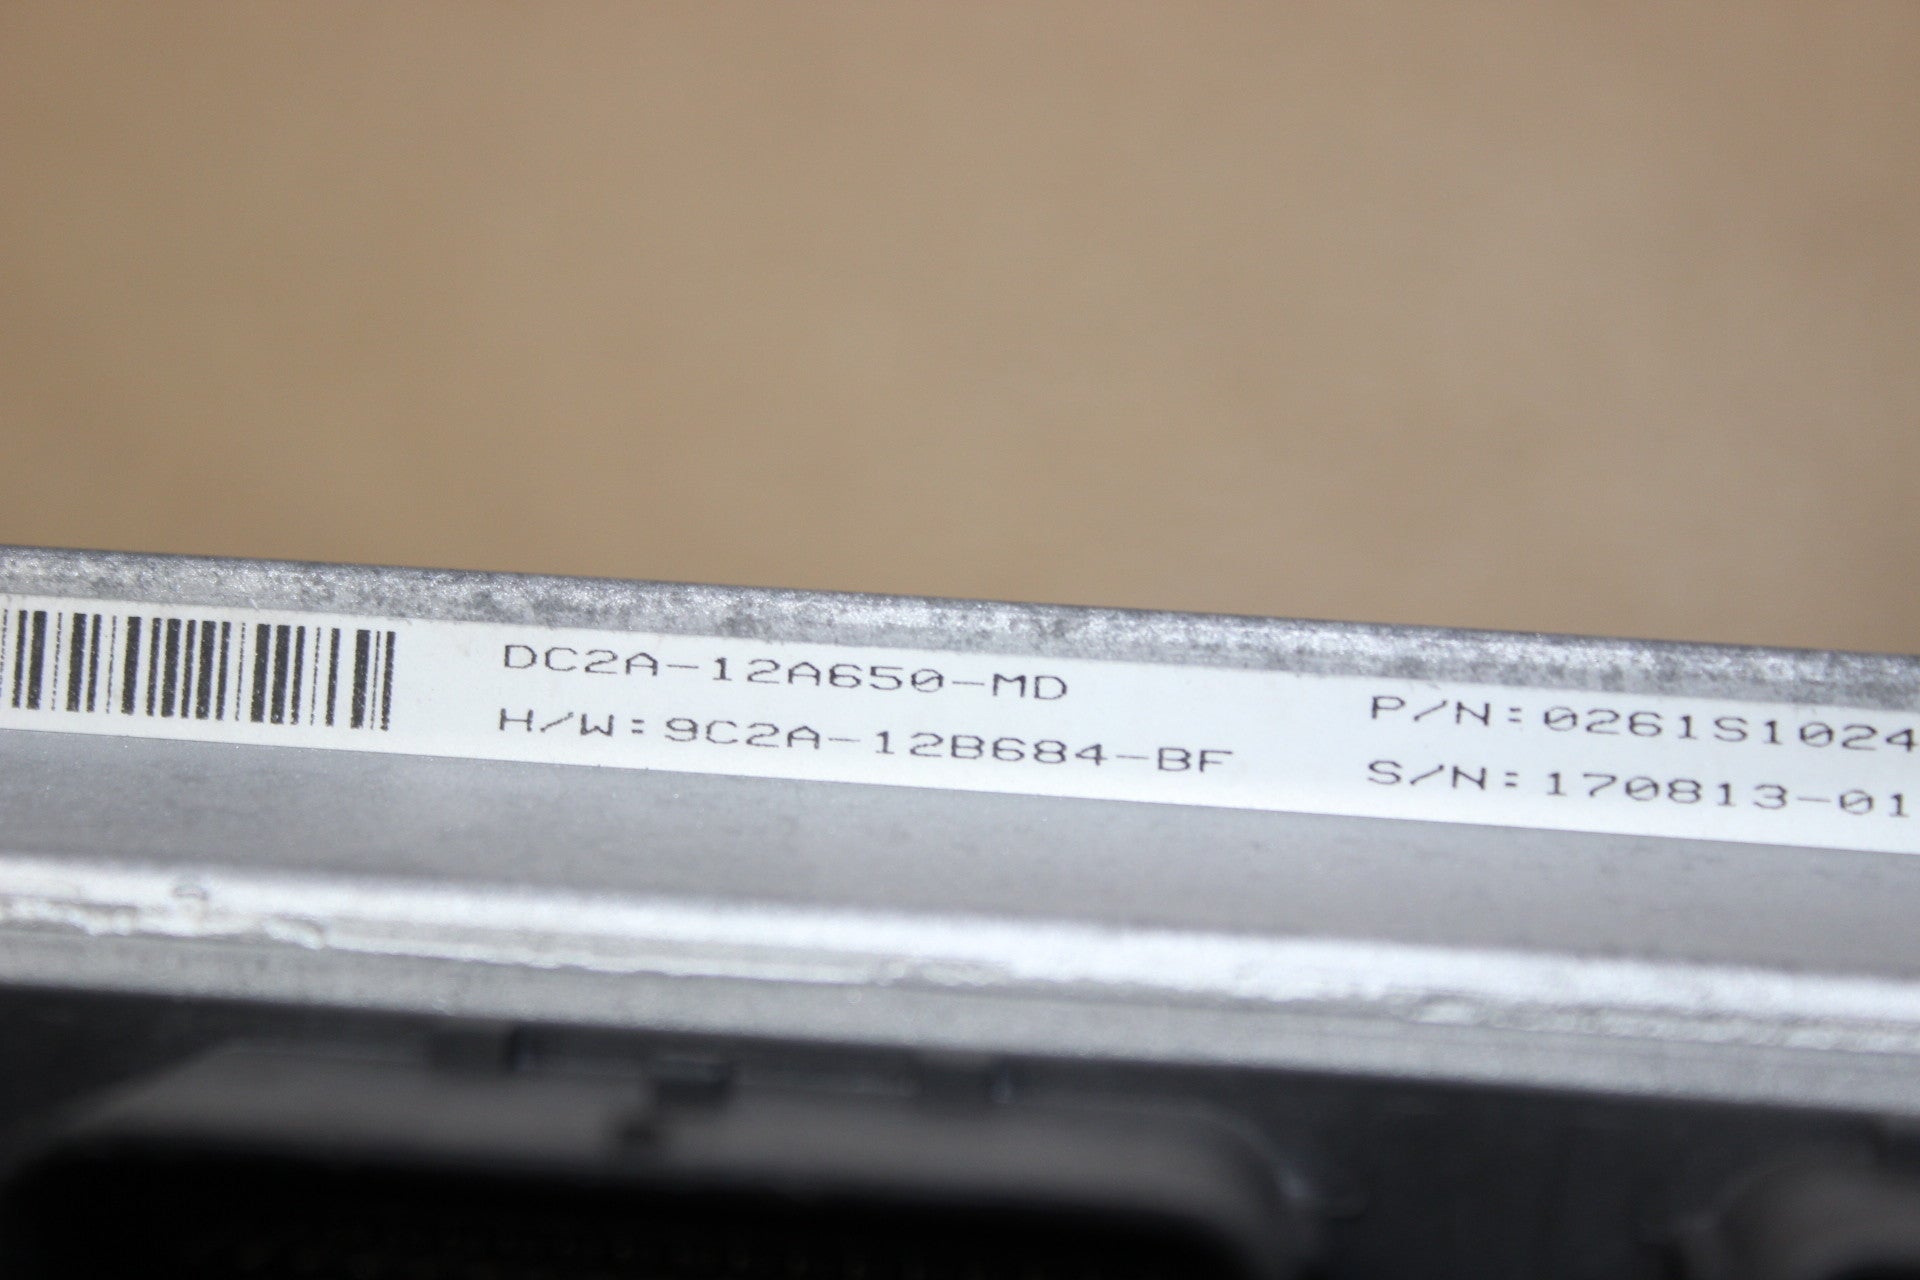 DC2A-12A650-MD
H/W:9C2A-12B684-BF
P/N:0261S1024
S/N:170813-01